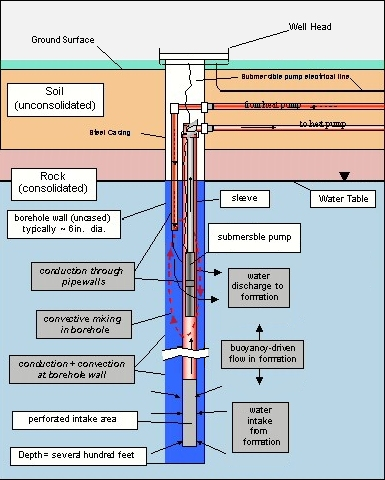 Well Head
Ground Surface
Submersible pump electrical line
Soil
(unconsolidated)
from heat pump
to heat pump
Steel Casing
Rock
(consolidated)
Water Table
borehole wall (uncased)
typically ~ 6in. dia.
sleeve
submersble pump
conduction through
pipewalls
water
discharge to
formation
convective mixing
in borehole
buoyancy-driven
flow in formation
conduction + convection
at borehole wall
perforated intake area
water
intake
from
formation
Depth = several hundred feet